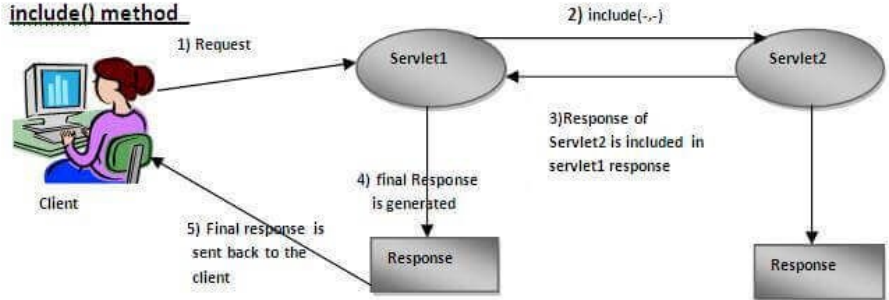 include() method
1) Request
2) include(-,-)
Servlet1
Servlet2
3)Response of
Servlet2 is included in
servlet1 response
4) final Response
is generated
Client
5) Final response is
sent back to the
client
Response
Response